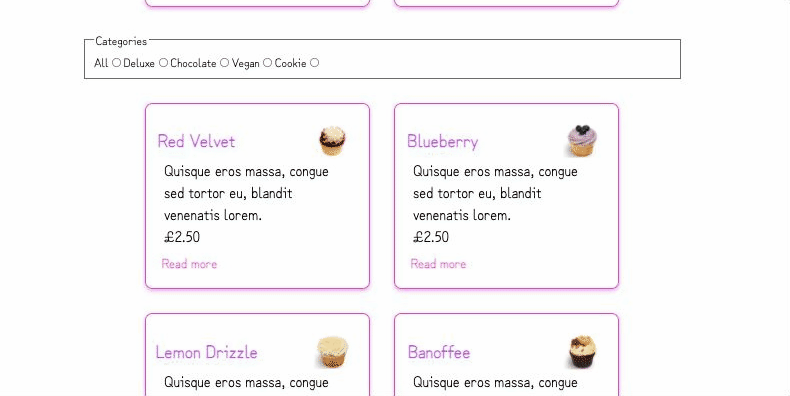 Categories
All Deluxe Chocolate Vegan Cookie
Red Velvet
Quisque eros massa, congue
sed tortor eu, blandit
venenatis lorem.
£2.50
Read more
Blueberry
Quisque eros massa, congue
sed tortor eu, blandit
venenatis lorem.
£2.50
Read more
Lemon Drizzle
Quisque eros massa, congue
Banoffee
Quisque eros massa, congue